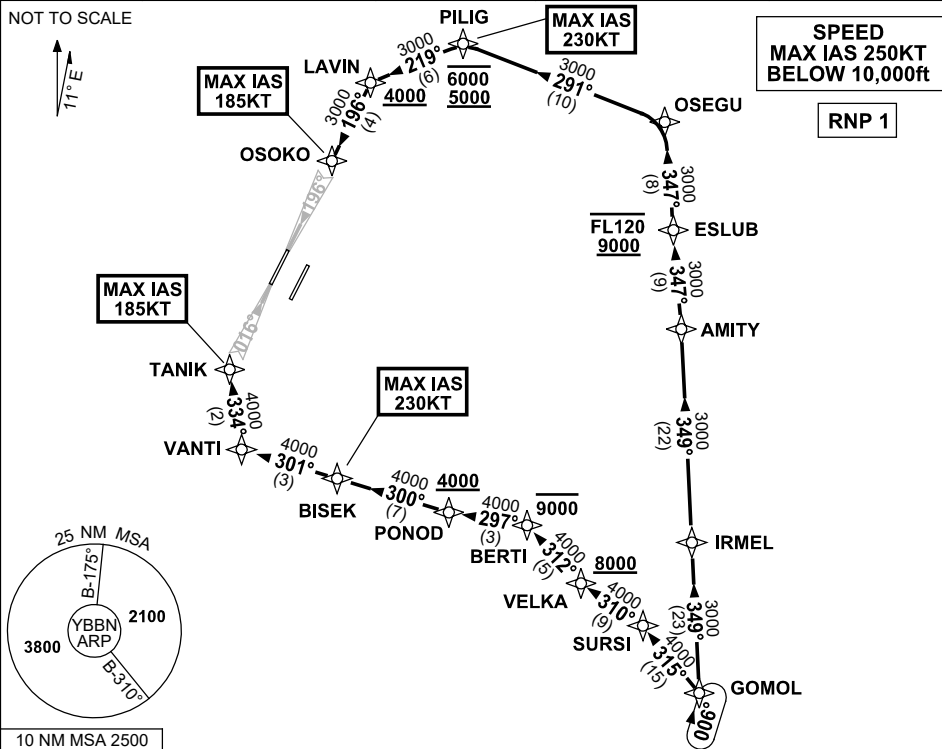 NOT TO SCALE
11° E
PILIG
MAX IAS
230KT
SPEED
MAX IAS 250KT
BELOW 10,000ft
RNP 1
LAVIN
3000
219°
(6)
4000
6000
5000
3000
291°
(10)
OSEGU
MAX IAS
185KT
3000
196°
(4)
OSOKO
196°
3000
347°
(8)
FL120
9000
ESLUB
3000
347°
(9)
AMITY
MAX IAS
185KT
016°
TANIK
4000
334°
(2)
MAX IAS
230KT
3000
349°
(22)
VANTI
4000
301°
(3)
BISEK
4000
300°
(7)
4000
PONOD
4000
297°
(3)
9000
BERTI
4000
312°
(5)
8000
VELKA
4000
310°
(9)
SURSI
4000
315°
(15)
IRMEL
3000
349°
(23)
GOMOL
006°
25 NM MSA
B-175°
YBBN
ARP
2100
3800
B-310°
10 NM MSA 2500